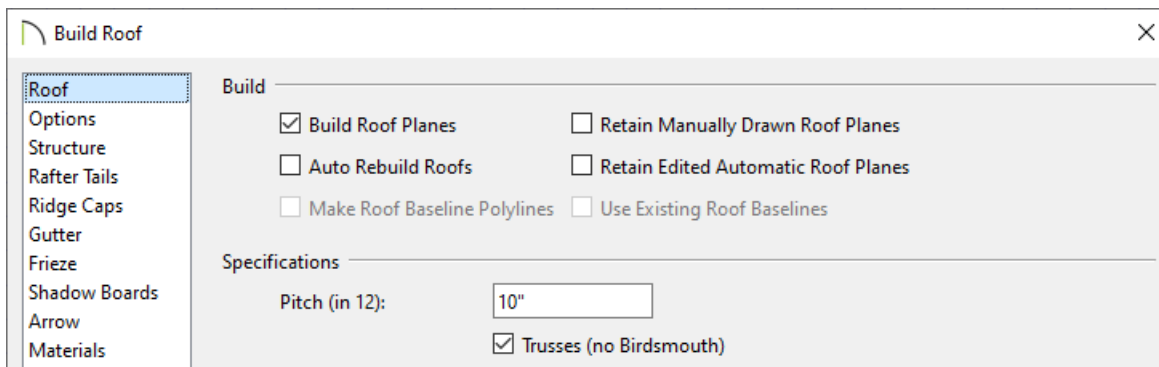 Build Roof
Roof
Options
Structure
Rafter Tails
Ridge Caps
Gutter
Frieze
Shadow Boards
Arrow
Materials
Build
Build Roof Planes
Retain Manually Drawn Roof Planes
Auto Rebuild Roofs
Retain Edited Automatic Roof Planes
Make Roof Baseline Polylines
Use Existing Roof Baselines
Specifications
Pitch (in 12):
10"
Trusses (no Birdsmouth)